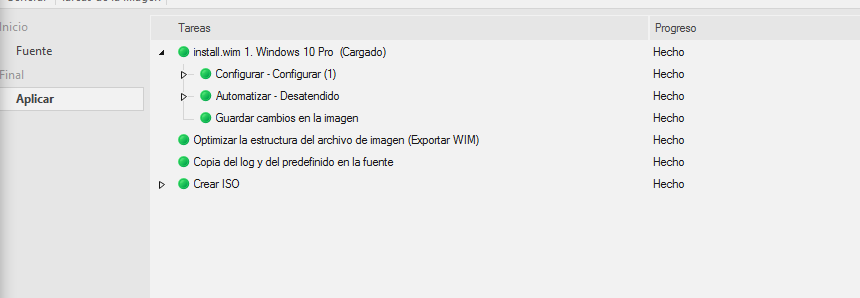 Tareas Progreso
Inicio
install.wim 1. Windows 10 Pro (Cargado) Hecho
Fuente
Configurar - Configurar (1) Hecho
Final
Automatizar - Desatendido Hecho
Aplicar
Guardar cambios en la imagen Hecho
Optimizar la estructura del archivo de imagen (Exportar WIM) Hecho
Copia del log y del predefinido en la fuente Hecho
Crear ISO Hecho